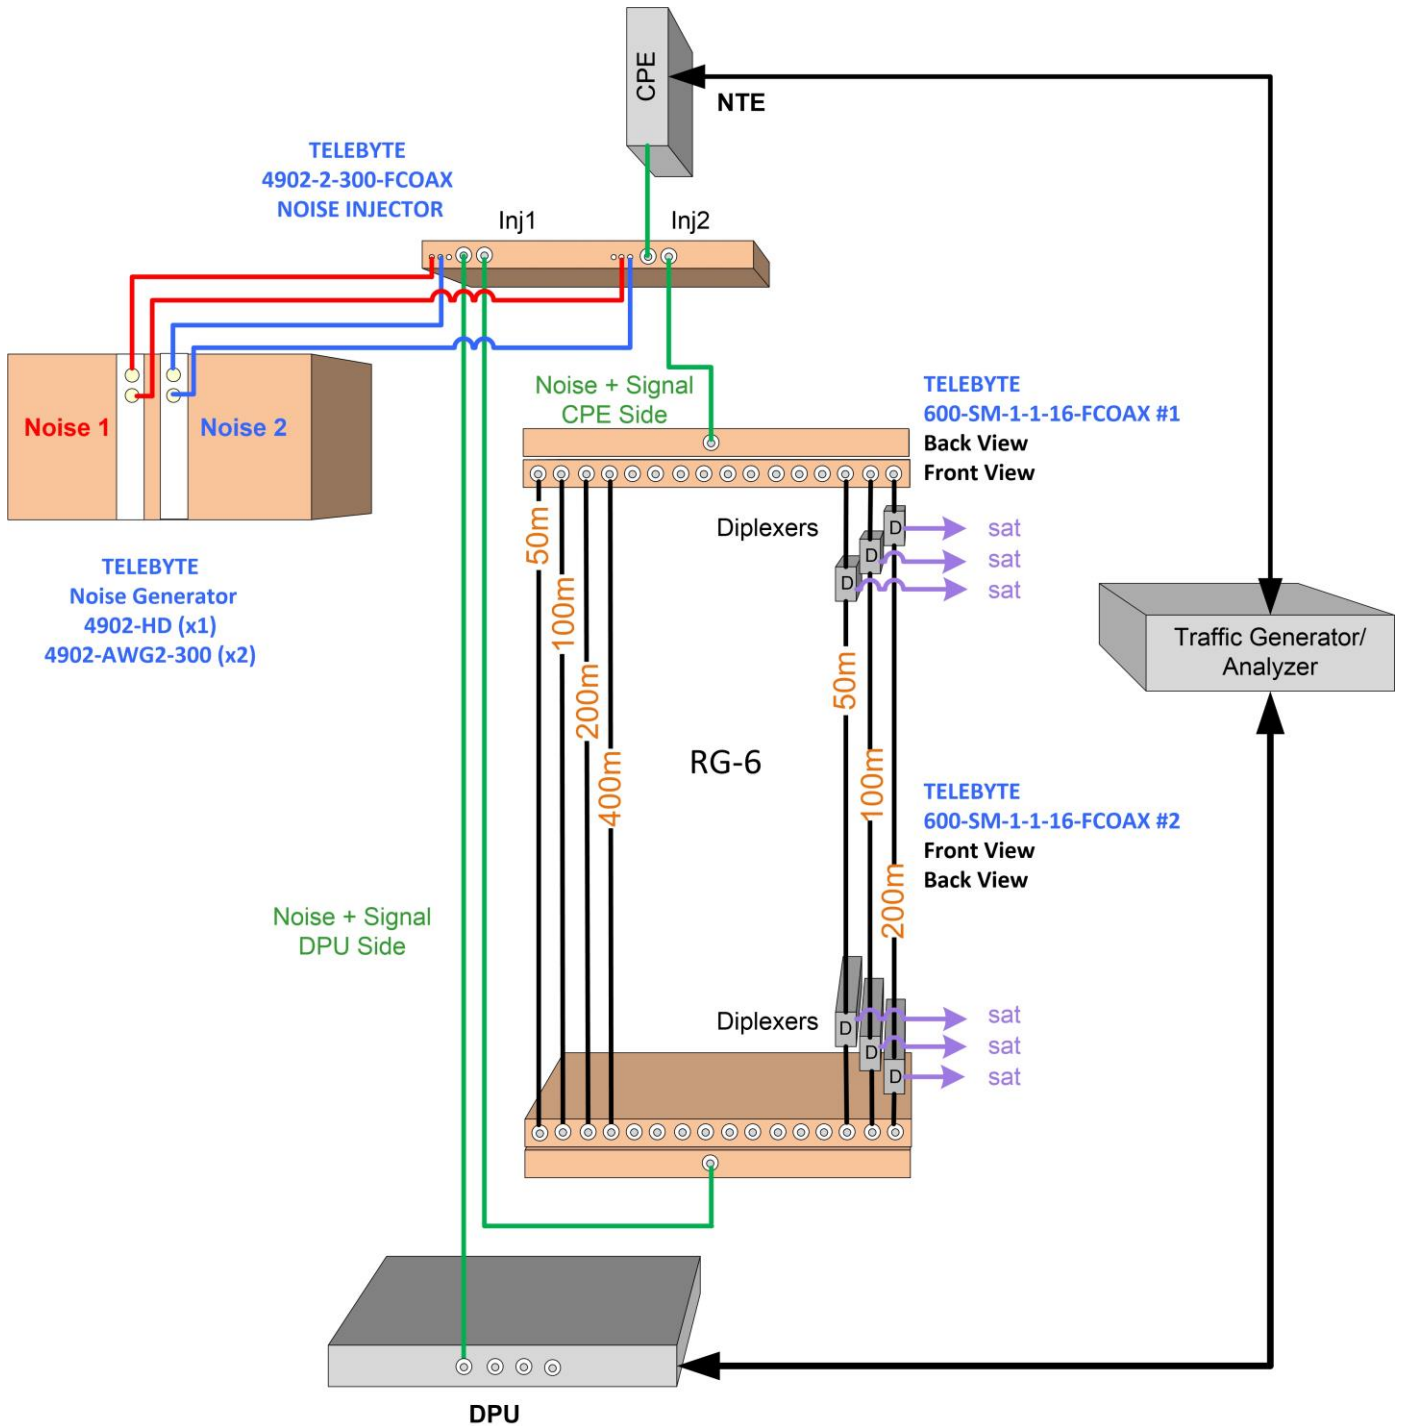 CPE
NTE
TELEBYTE
4902-2-300-FCOAX
NOISE INJECTOR
Inj1
Inj2
Noise 1
Noise 2
Noise + Signal
CPE Side
TELEBYTE
600-SM-1-1-16-FCOAX #1
Back View
Front View
TELEBYTE
Noise Generator
4902-HD (x1)
4902-AWG2-300 (x2)
Diplexers
D
D
D
sat
sat
sat
50m
100m
200m
400m
50m
100m
200m
RG-6
Traffic Generator/
Analyzer
TELEBYTE
600-SM-1-1-16-FCOAX #2
Front View
Back View
Noise + Signal
DPU Side
Diplexers
D
D
D
sat
sat
sat
DPU